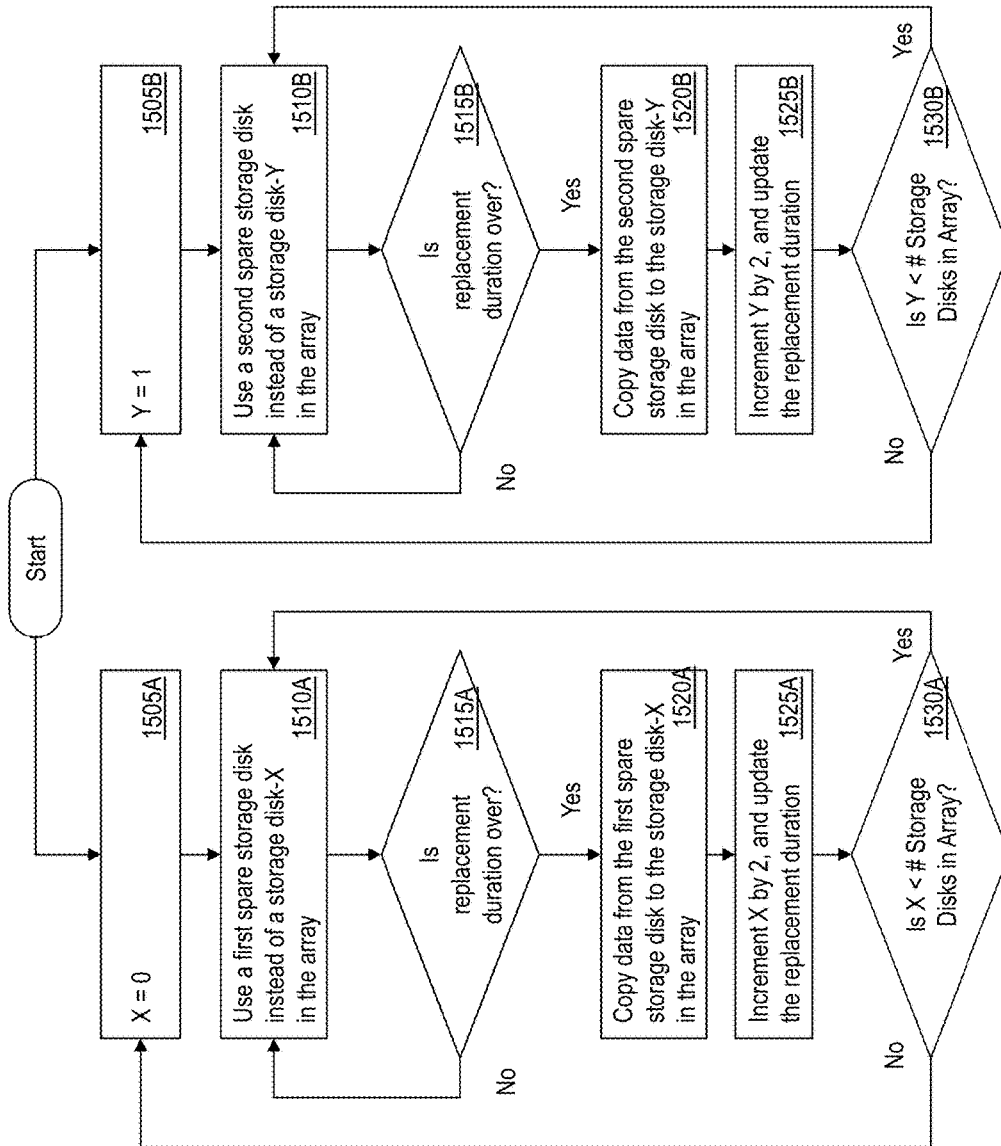 Start
X = 0
1505A
Use a first spare storage disk
instead of a storage disk-X
in the array
1510A
Is
replacement
duration over?
1515A
No
Yes
Copy data from the first spare
storage disk to the storage disk-X
in the array
1520A
Increment X by 2, and update
the replacement duration
1525A
Is X < # Storage
Disks in Array?
1530A
No
Yes
Y = 1
1505B
Use a second spare storage disk
instead of a storage disk-Y
in the array
1510B
Is
replacement
duration over?
1515B
No
Yes
Copy data from the second spare
storage disk to the storage disk-Y
in the array
1520B
Increment Y by 2, and update
the replacement duration
1525B
Is Y < # Storage
Disks in Array?
1530B
No
Yes